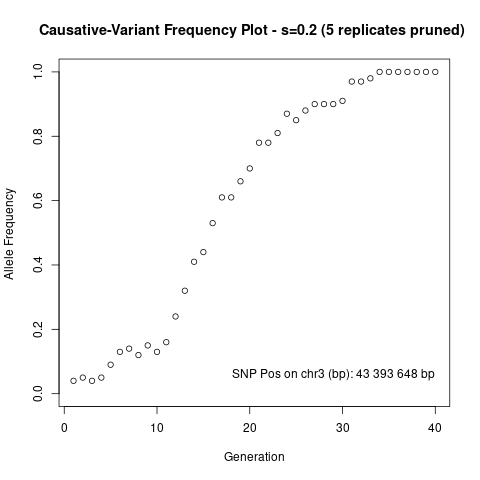 Causative-Variant Frequency Plot - s=0.2 (5 replicates pruned)
1.0
0.8
0.6
0.4
0.2
0.0
Allele Frequency
SNP Pos on chr3 (bp): 43 393 648 bp
0 10 20 30 40
Generation